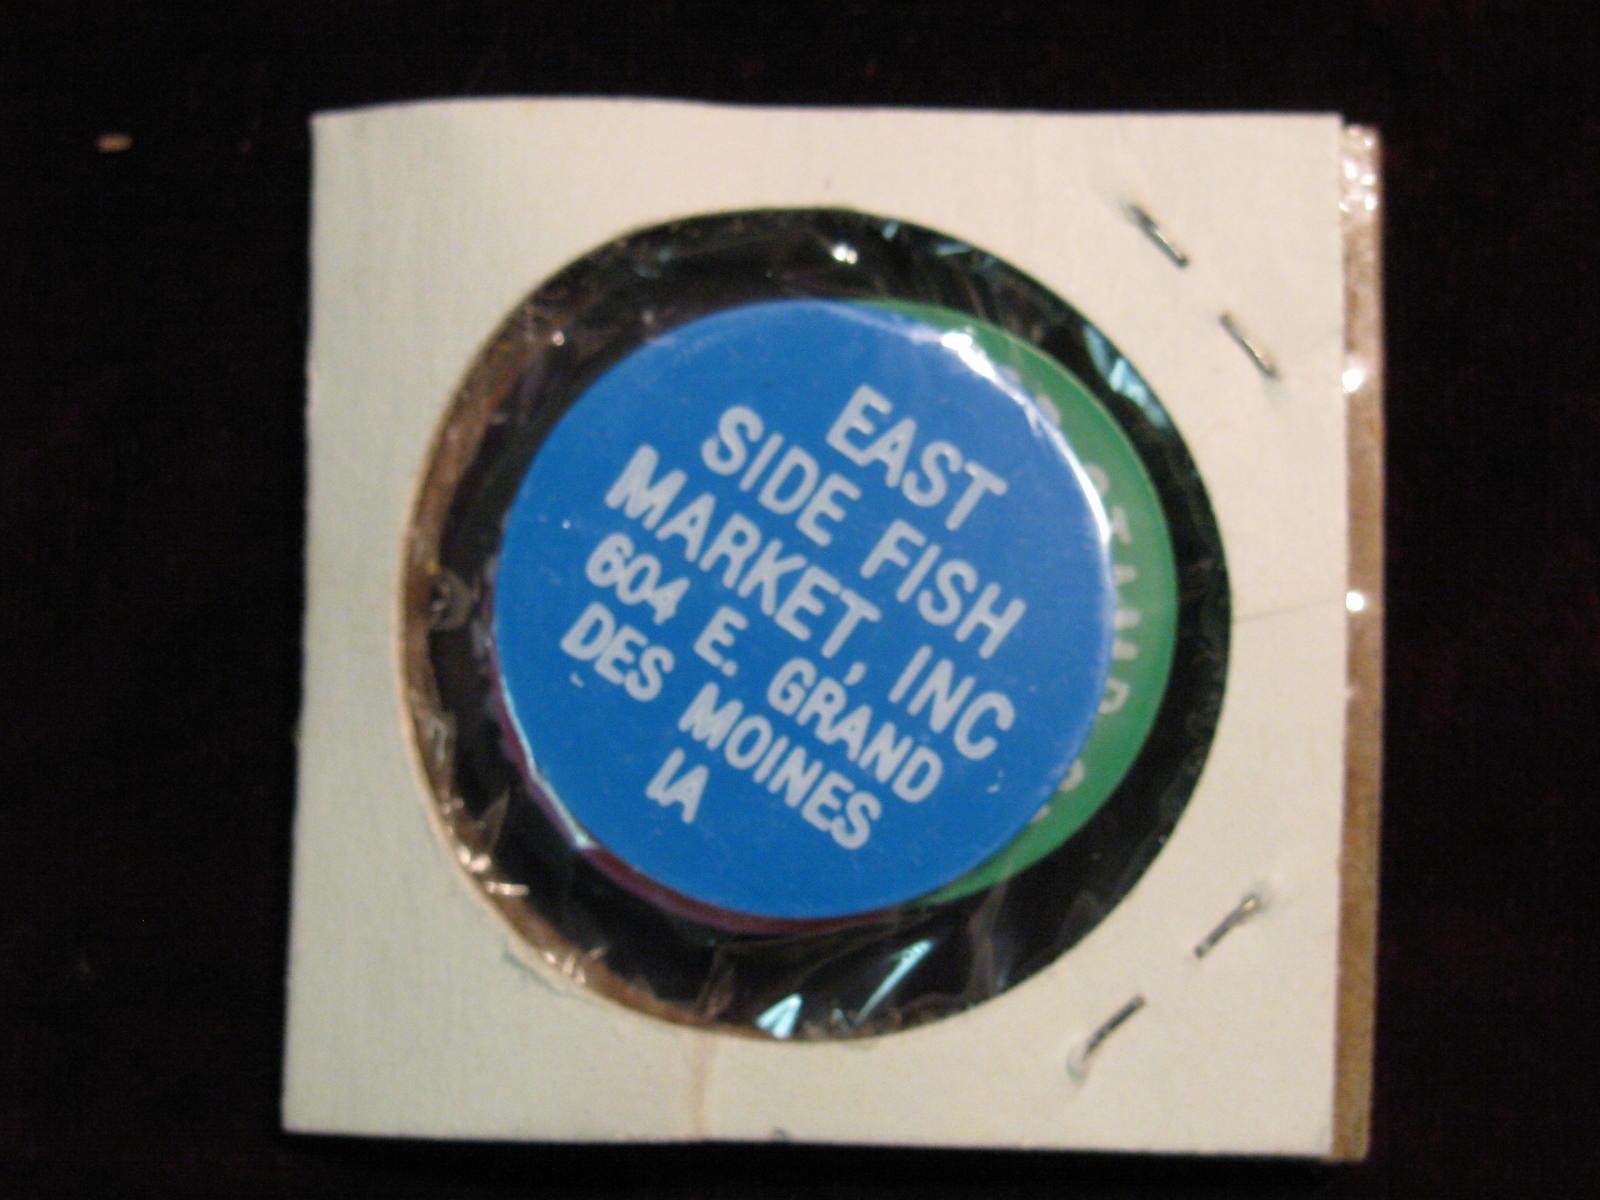 EAST
SIDE FISH
MARKET, INC
604 E. GRAND
DES MOINES
IA